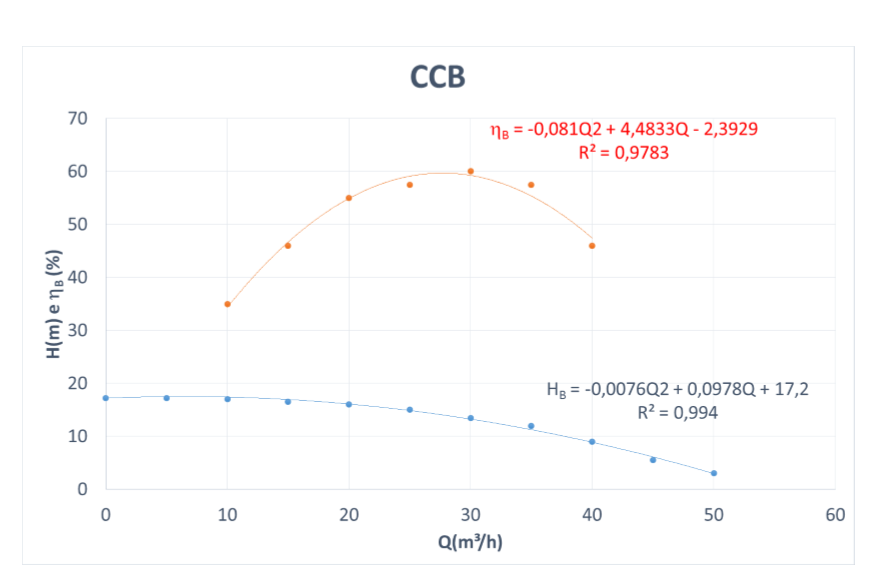 CCB
70
60
50
40
30
20
10
0
H(m) e ηB (%)
ηB = -0,081Q2 + 4,4833Q - 2,3929
R² = 0,9783
HB = -0,0076Q2 + 0,0978Q + 17,2
R² = 0,994
0 10 20 30 40 50 60
Q(m³/h)